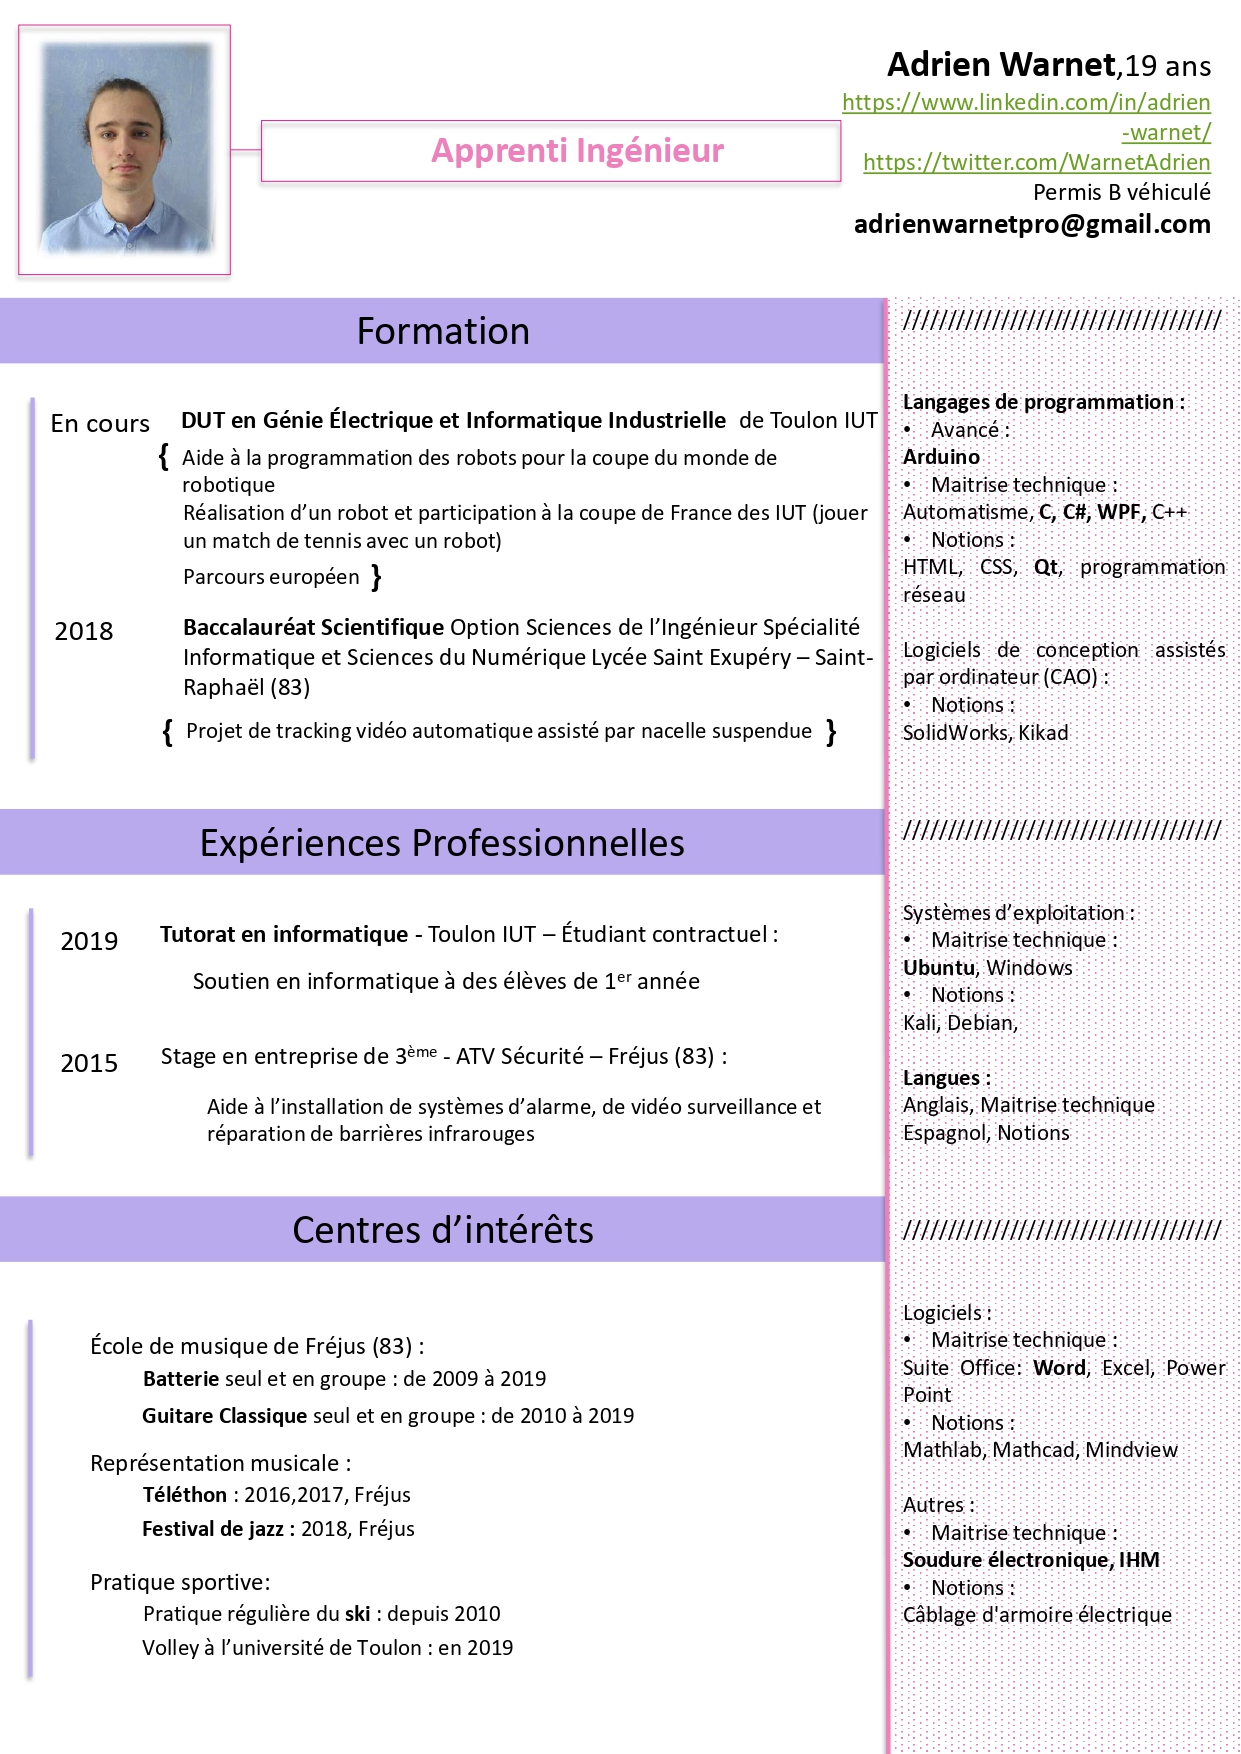 Adrien Warnet,19 ans
https://www.linkedin.com/in/adrien
-warnet/
https://twitter.com/WarnetAdrien
Permis B véhiculé
adrienwarnetpro@gmail.com
Apprenti Ingénieur
Formation
En cours DUT en Génie Électrique et Informatique Industrielle de Toulon IUT
{ Aide à la programmation des robots pour la coupe du monde de
robotique
Réalisation d’un robot et participation à la coupe de France des IUT (jouer
un match de tennis avec un robot)
Parcours européen }
2018 Baccalauréat Scientifique Option Sciences de l’Ingénieur Spécialité
Informatique et Sciences du Numérique Lycée Saint Exupéry – Saint-
Raphaël (83)
{ Projet de tracking vidéo automatique assisté par nacelle suspendue }
Expériences Professionnelles
2019 Tutorat en informatique - Toulon IUT – Étudiant contractuel :
Soutien en informatique à des élèves de 1er année
2015 Stage en entreprise de 3ème - ATV Sécurité – Fréjus (83) :
Aide à l’installation de systèmes d’alarme, de vidéo surveillance et
réparation de barrières infrarouges
Centres d’intérêts
École de musique de Fréjus (83) :
Batterie seul et en groupe : de 2009 à 2019
Guitare Classique seul et en groupe : de 2010 à 2019
Représentation musicale :
Téléthon : 2016,2017, Fréjus
Festival de jazz : 2018, Fréjus
Pratique sportive:
Pratique régulière du ski : depuis 2010
Volley à l’université de Toulon : en 2019
///////////////////////////////////
Langages de programmation :
• Avancé :
Arduino
• Maitrise technique :
Automatisme, C, C#, WPF, C++
• Notions :
HTML, CSS, Qt, programmation
réseau
Logiciels de conception assistés
par ordinateur (CAO) :
• Notions :
SolidWorks, Kikad
///////////////////////////////////
Systèmes d’exploitation :
• Maitrise technique :
Ubuntu, Windows
• Notions :
Kali, Debian,
Langues :
Anglais, Maitrise technique
Espagnol, Notions
///////////////////////////////////
Logiciels :
• Maitrise technique :
Suite Office: Word, Excel, Power
Point
• Notions :
Mathlab, Mathcad, Mindview
Autres :
• Maitrise technique :
Soudure électronique, IHM
• Notions :
Câblage d'armoire électrique